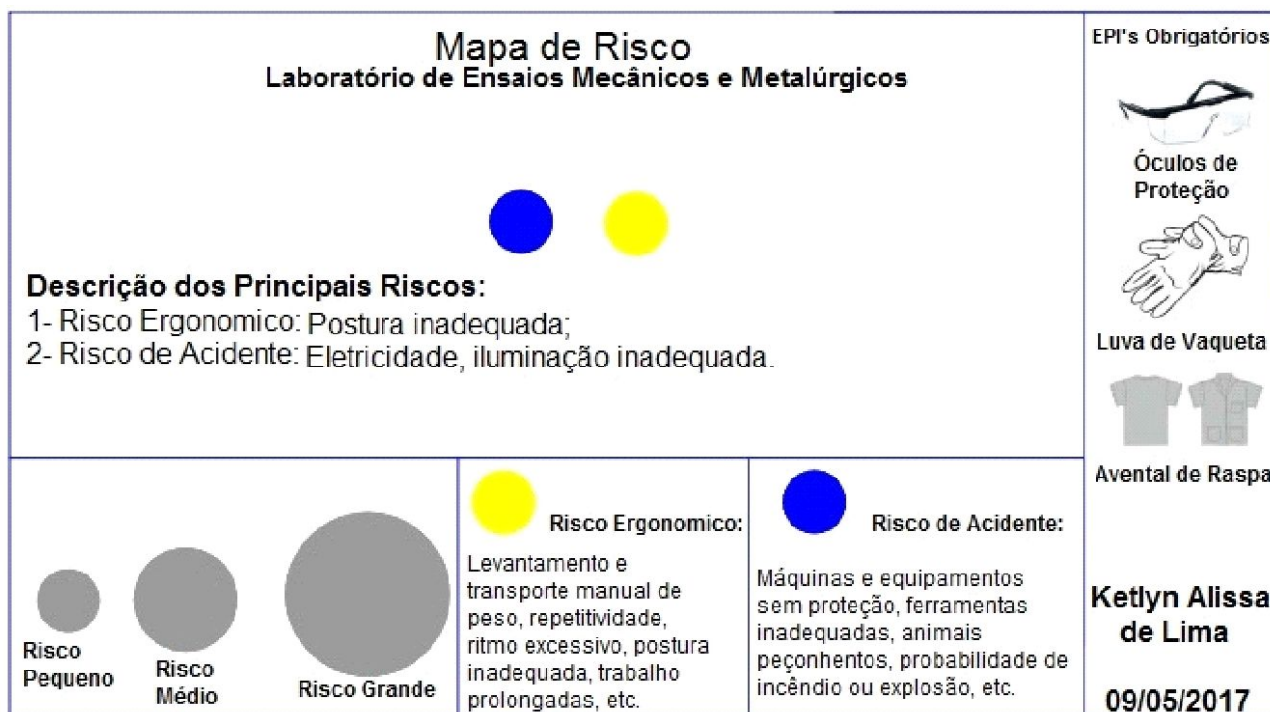 Mapa de Risco
Laboratório de Ensaios Mecânicos e Metalúrgicos
Descrição dos Principais Riscos:
1- Risco Ergonomico: Postura inadequada;
2- Risco de Acidente: Eletricidade, iluminação inadequada.
EPI's Obrigatórios
Óculos de
Proteção
Luva de Vaqueta
Avental de Raspa
Risco
Pequeno
Risco
Médio
Risco Grande
Risco Ergonomico:
Levantamento e
transporte manual de
peso, repetitividade,
ritmo excessivo, postura
inadequada, trabalho
prolongadas, etc.
Risco de Acidente:
Máquinas e equipamentos
sem proteção, ferramentas
inadequadas, animais
peçonhentos, probabilidade de
incêndio ou explosão, etc.
Ketlyn Alissa
de Lima
09/05/2017